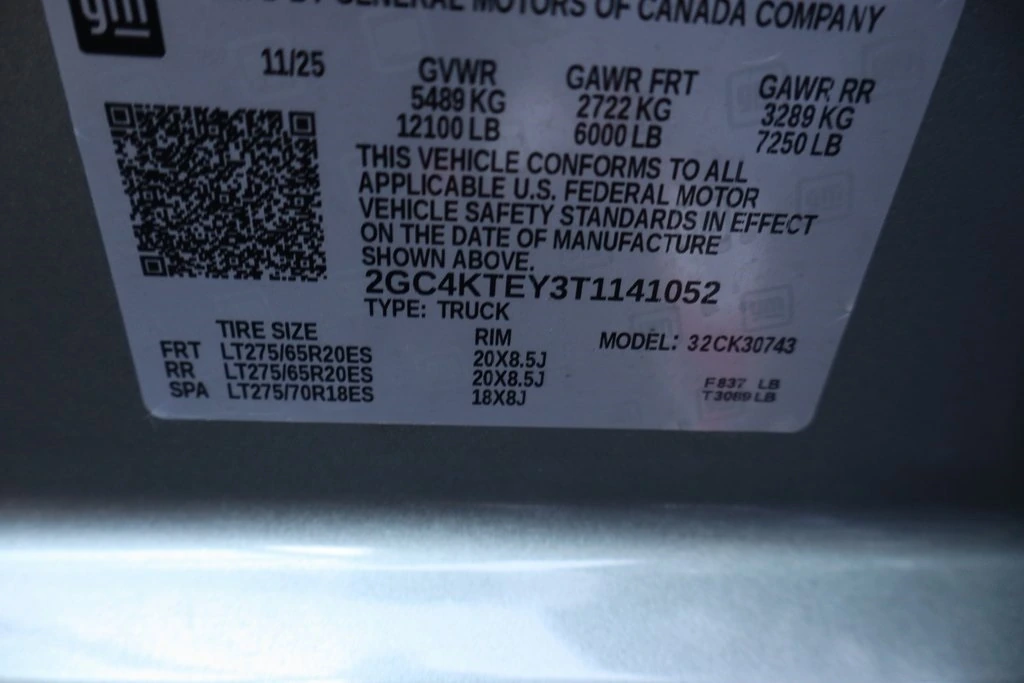 gm
BY GENERAL MOTORS OF CANADA COMPANY
11/25
GVWR GAWR FRT GAWR RR
5489 KG 2722 KG 3289 KG
12100 LB 6000 LB 7250 LB
THIS VEHICLE CONFORMS TO ALL
APPLICABLE U.S. FEDERAL MOTOR
VEHICLE SAFETY STANDARDS IN EFFECT
ON THE DATE OF MANUFACTURE
SHOWN ABOVE.
2GC4KTEY3T1141052
TYPE: TRUCK
TIRE SIZE RIM MODEL: 32CK30743
FRT LT275/65R20ES 20X8.5J
RR LT275/65R20ES 20X8.5J
SPA LT275/70R18ES 18X8J
F837 LB
T3089 LB